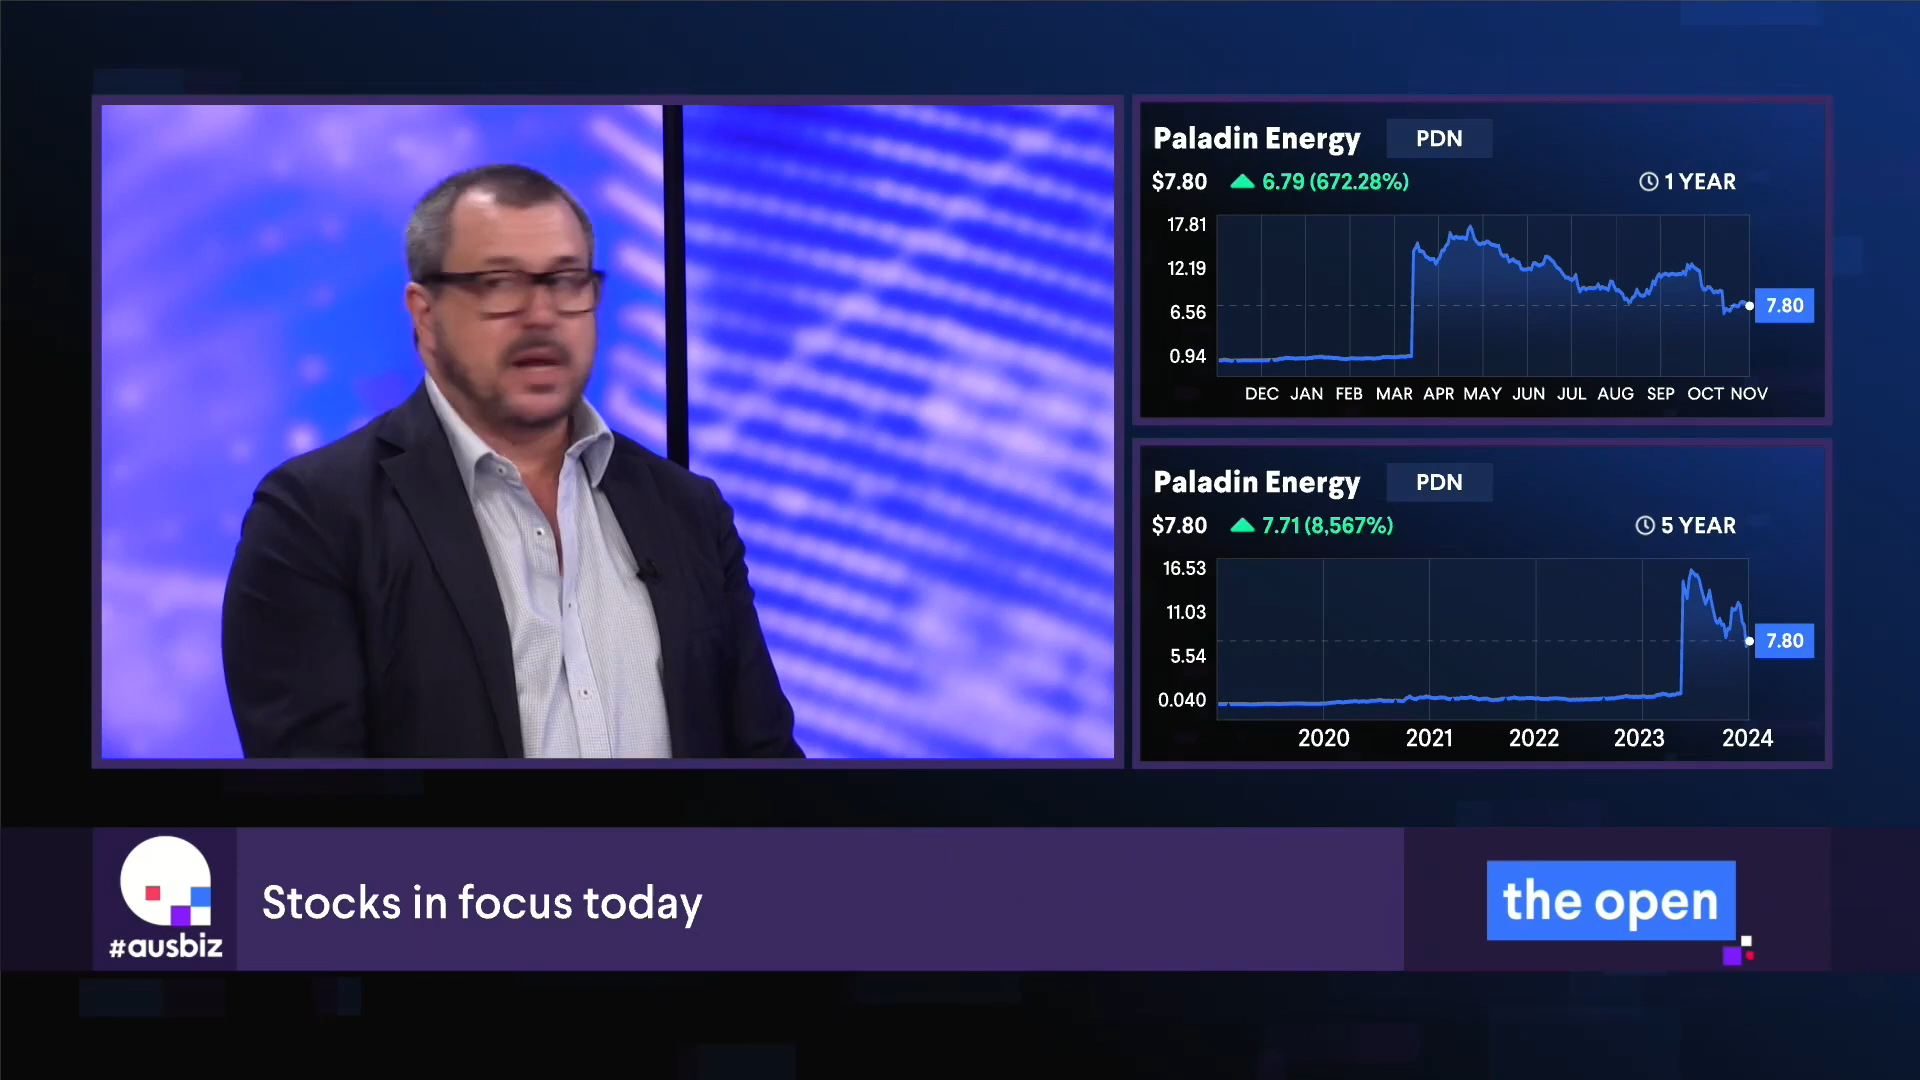 Paladin Energy PDN
$7.80 6.79 (672.28%) 1 YEAR
17.81
12.19
6.56
0.94
7.80
DEC JAN FEB MAR APR MAY JUN JUL AUG SEP OCT NOV
Paladin Energy PDN
$7.80 7.71 (8,567%) 5 YEAR
16.53
11.03
5.54
0.040
7.80
2020 2021 2022 2023 2024
#ausbiz
Stocks in focus today
the open